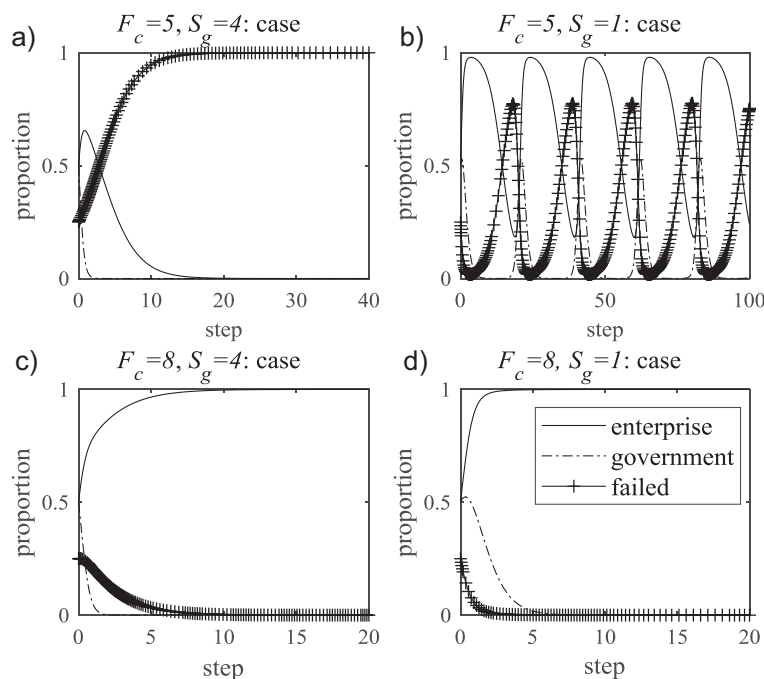 a)
F_c=5, S_g=4: case
1
0.5
0
proportion
0
10
20
30
40
step
b)
F_c=5, S_g=1: case
1
0.5
0
proportion
0
50
100
step
c)
F_c=8, S_g=4: case
1
0.5
0
proportion
0
5
10
15
20
step
d)
F_c=8, S_g=1: case
1
0.5
0
proportion
enterprise
government
failed
0
5
10
15
20
step